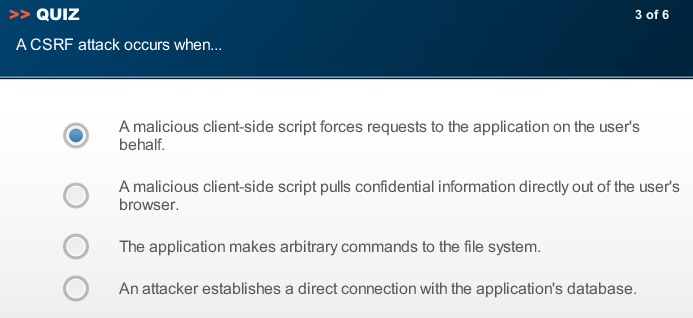 >> QUIZ
3 of 6
A CSRF attack occurs when...
A malicious client-side script forces requests to the application on the user's
behalf.
A malicious client-side script pulls confidential information directly out of the user's
browser.
The application makes arbitrary commands to the file system.
An attacker establishes a direct connection with the application's database.